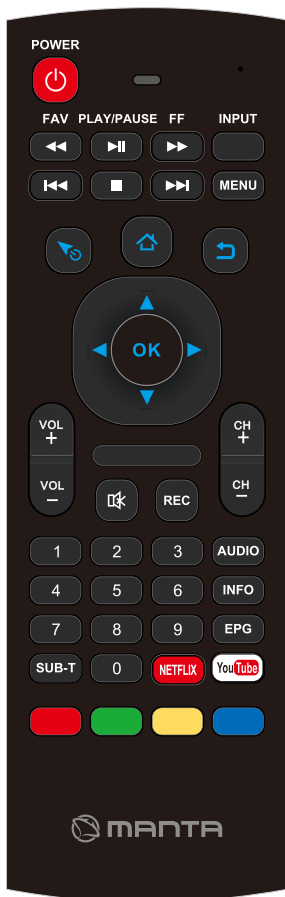 POWER
FAV PLAY/PAUSE FF INPUT
MENU
OK
VOL + CH +
VOL - CH -
REC
1 2 3 AUDIO
4 5 6 INFO
7 8 9 EPG
SUB-T 0 NETFLIX YouTube
MANTA